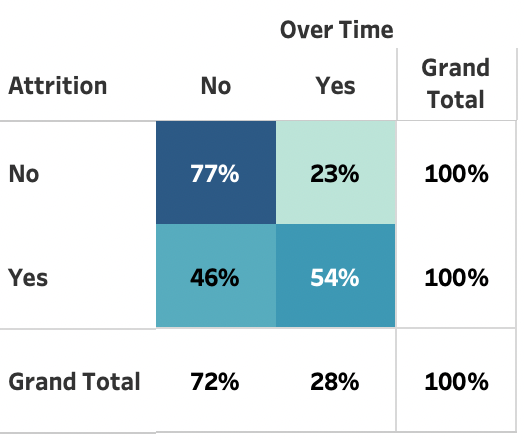 Over Time
Attrition No Yes Grand Total
No 77% 23% 100%
Yes 46% 54% 100%
Grand Total 72% 28% 100%